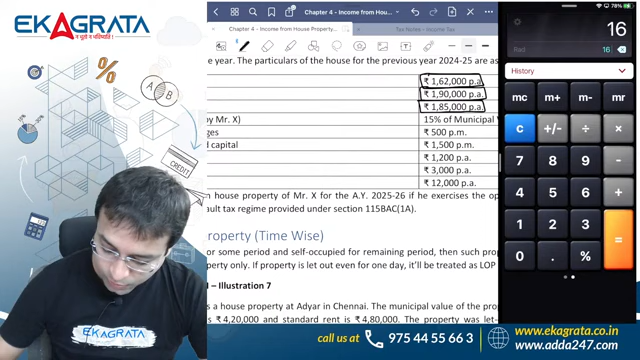 EKAGRATA
Chapter 4 - Income from House
Chapter 4 - Income from House Property
Tax Notes - Income Tax
16
78%
Rad
16
History
mc m+ m- mr
C +/- ÷ ×
7 8 9 -
4 5 6 +
1 2 3 =
0 . %
e year. The particulars of the house for the previous year 2024-25 are as
₹ 1,62,000 p.a.
₹ 1,90,000 p.a.
₹ 1,85,000 p.a.
by Mr. X) 15% of Municipal V
ges ₹ 500 p.m.
d capital ₹ 1,500 p.m.
₹ 1,200 p.a.
₹ 3,000 p.a.
₹ 12,000 p.a.
n house property of Mr. X for the A.Y. 2025-26 if he exercises the op
ault tax regime provided under section 115BAC(1A).
Property (Time Wise)
or some period and self-occupied for remaining period, then such prope
perty only. If property is let out even for one day, it'll be treated as LOP
I – Illustration 7
s a house property at Adyar in Chennai. The municipal value of the prop
is ₹ 4,20,000 and standard rent is ₹ 4,80,000. The property was let-
%
A B
CREDIT
EKAGRATA
call us at 975 44 55 66 3
www.ekagrata.co.in
www.adda247.com